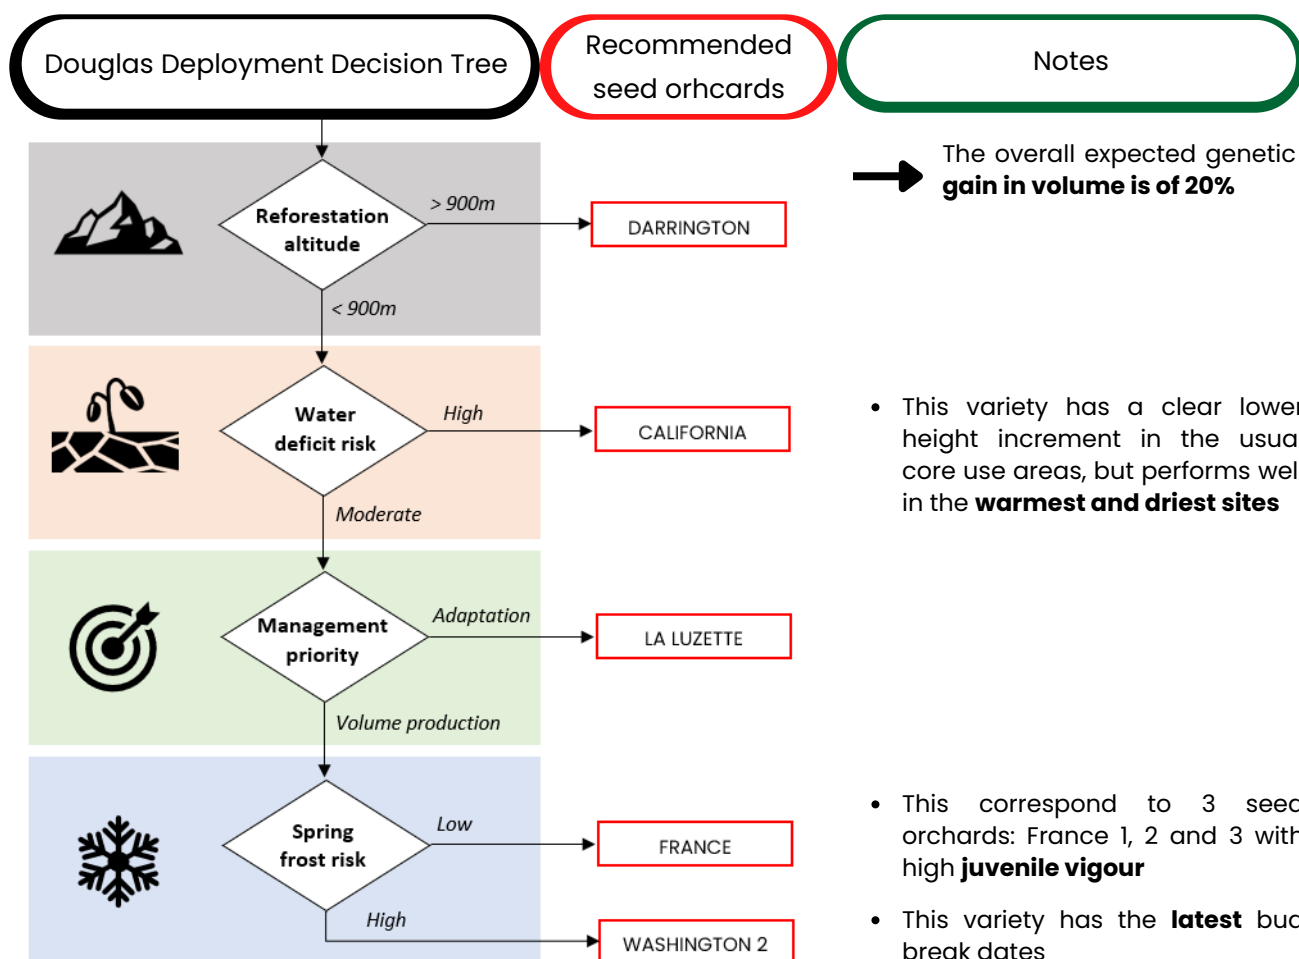 Douglas Deployment Decision Tree
Recommended
seed orhcards
Notes
Reforestation
altitude
> 900m
DARRINGTON
The overall expected genetic
gain in volume is of 20%
< 900m
Water
deficit risk
High
CALIFORNIA
This variety has a clear lower
height increment in the usual
core use areas, but performs well
in the warmest and driest sites
Moderate
Management
priority
Adaptation
LA LUZETTE
Volume production
Spring
frost risk
Low
FRANCE
This correspond to 3 seed
orchards: France 1, 2 and 3 with
high juvenile vigour
High
WASHINGTON 2
This variety has the latest bud
break dates